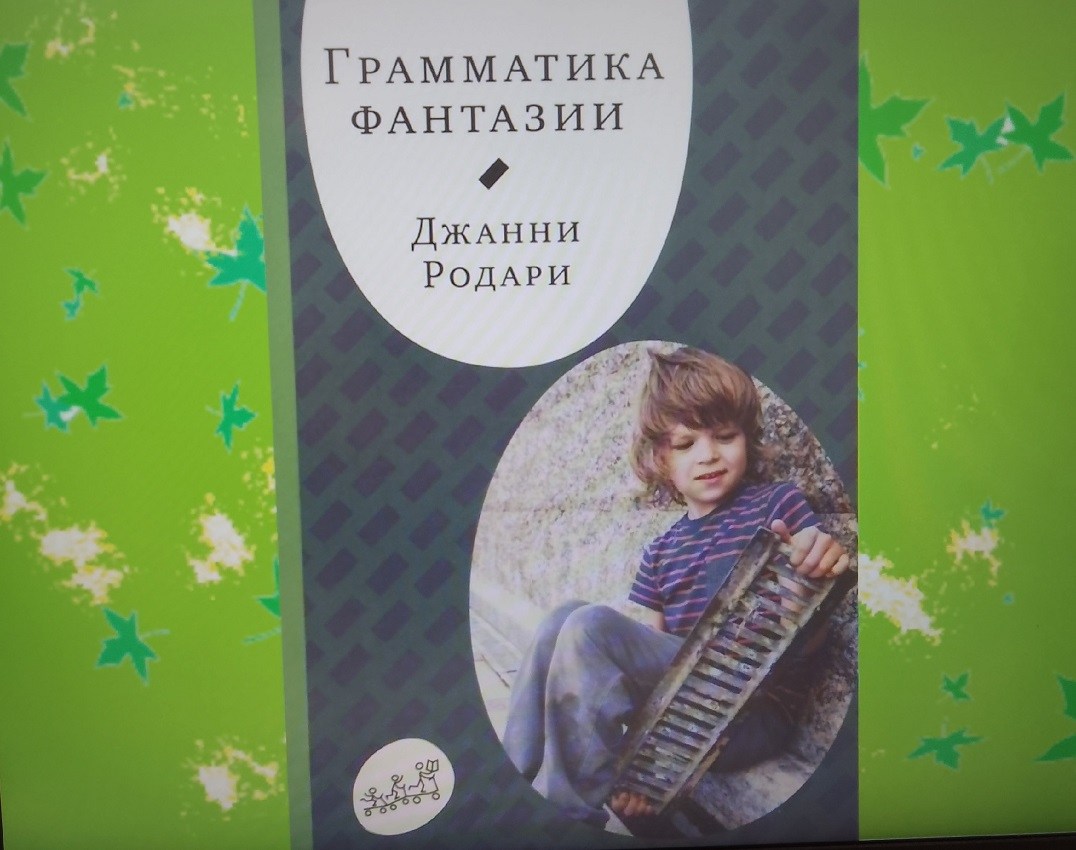 Грамматика
фантазии
Джанни
Родари